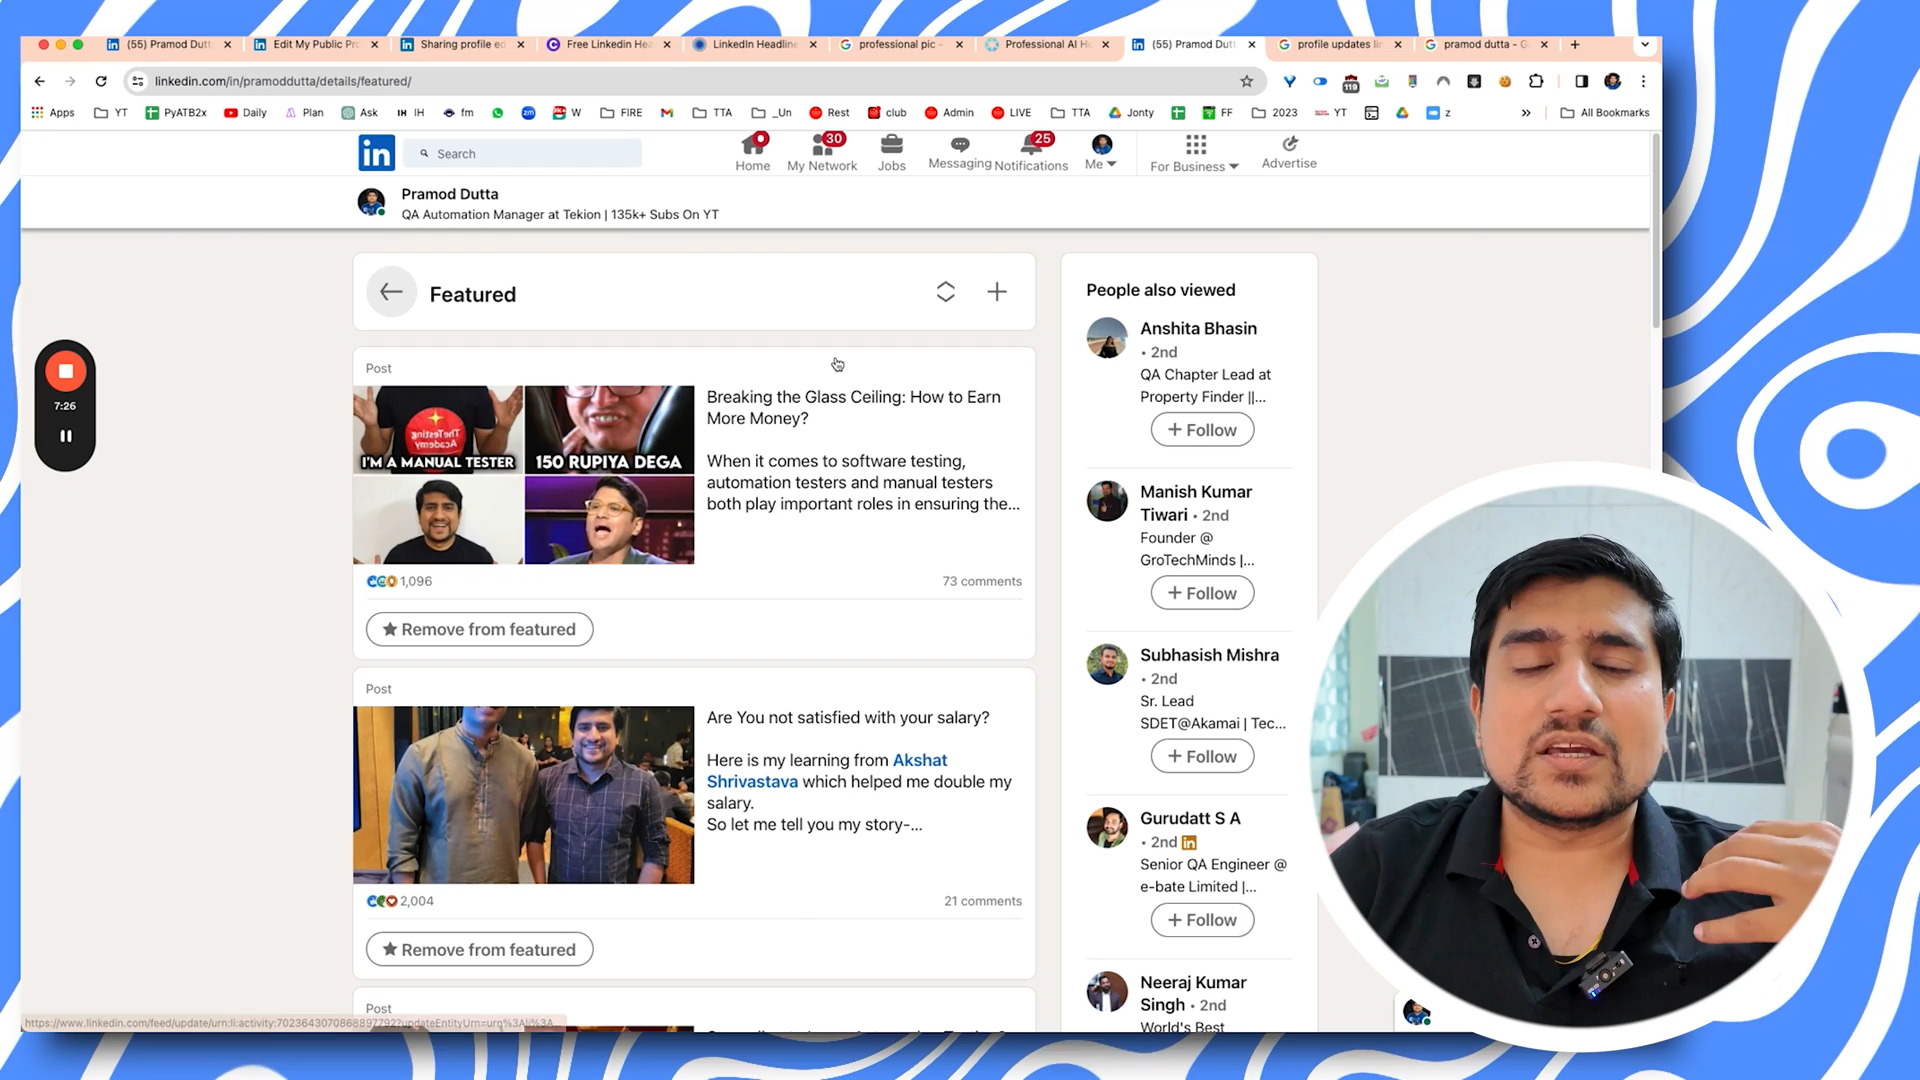 (55) Pramod Dut
Edit My Public Pr
Sharing profile ed
Free Linkedin Hea
LinkedIn Headline
professional pic -
Professional AI H
(55) Pramod Dut
profile updates li
pramod dutta - G
linkedin.com/in/pramoddutta/details/featured/
119
Apps
YT
PyATB2x
Daily
Plan
Ask
IH
IH
fm
zm
W
FIRE
TTA
_Un
Rest
club
Admin
LIVE
TTA
Jonty
FF
2023
YT
z
»
All Bookmarks
in
Search
Home
30
My Network
Jobs
Messaging
25
Notifications
Me
For Business
Advertise
Pramod Dutta
QA Automation Manager at Tekion | 135k+ Subs On YT
Featured
Post
TheTesting
Academy
I'M A MANUAL TESTER
150 RUPIYA DEGA
Breaking the Glass Ceiling: How to Earn
More Money?
When it comes to software testing,
automation testers and manual testers
both play important roles in ensuring the...
1,096
73 comments
Remove from featured
Post
Are You not satisfied with your salary?
Here is my learning from Akshat
Shrivastava which helped me double my
salary.
So let me tell you my story-...
2,004
21 comments
Remove from featured
Post
People also viewed
Anshita Bhasin
• 2nd
QA Chapter Lead at
Property Finder ||...
+ Follow
Manish Kumar
Tiwari • 2nd
Founder @
GroTechMinds |...
+ Follow
Subhasish Mishra
• 2nd
Sr. Lead
SDET@Akamai | Tec...
+ Follow
Gurudatt S A
• 2nd in
Senior QA Engineer @
e-bate Limited |...
+ Follow
Neeraj Kumar
Singh • 2nd
World's Best
7:26